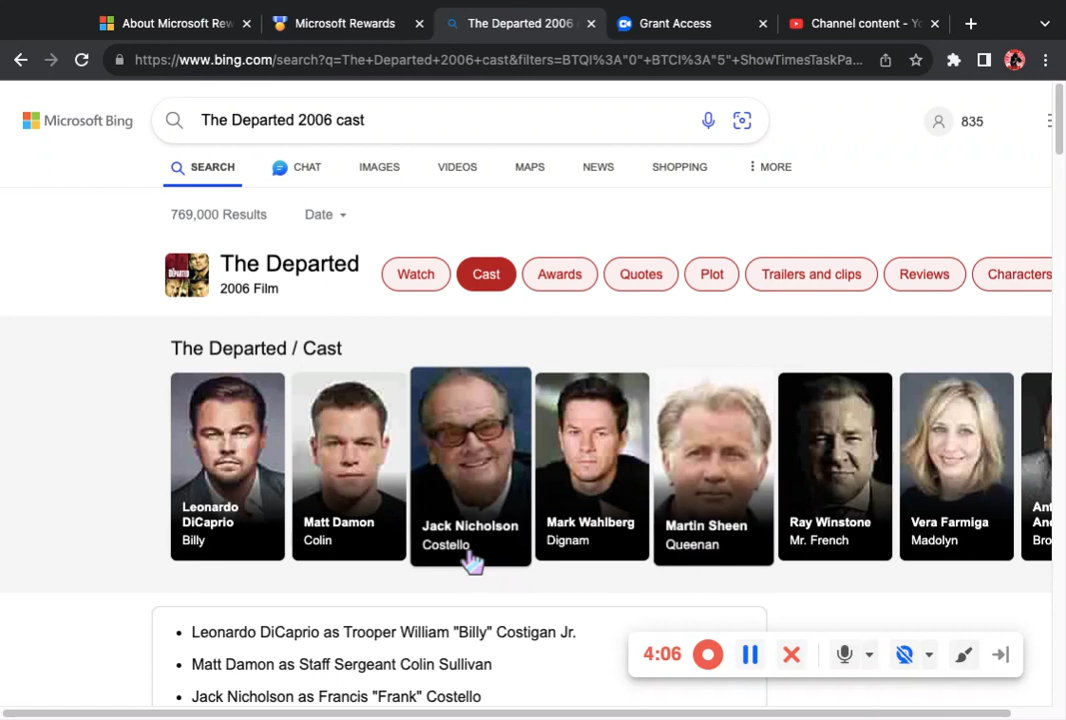 About Microsoft Rew
Microsoft Rewards
The Departed 2006
Grant Access
Channel content - Yo
https://www.bing.com/search?q=The+Departed+2006+cast&filters=BTQI%3A"0"+BTCI%3A"5"+ShowTimesTaskPa...
Microsoft Bing
The Departed 2006 cast
835
SEARCH
CHAT
IMAGES
VIDEOS
MAPS
NEWS
SHOPPING
MORE
769,000 Results
Date
The Departed
2006 Film
Watch
Cast
Awards
Quotes
Plot
Trailers and clips
Reviews
Characters
The Departed / Cast
Leonardo
DiCaprio
Billy
Matt Damon
Colin
Jack Nicholson
Costello
Mark Wahlberg
Dignam
Martin Sheen
Queenan
Ray Winstone
Mr. French
Vera Farmiga
Madolyn
Ant
And
Bro
• Leonardo DiCaprio as Trooper William "Billy" Costigan Jr.
• Matt Damon as Staff Sergeant Colin Sullivan
• Jack Nicholson as Francis "Frank" Costello
4:06